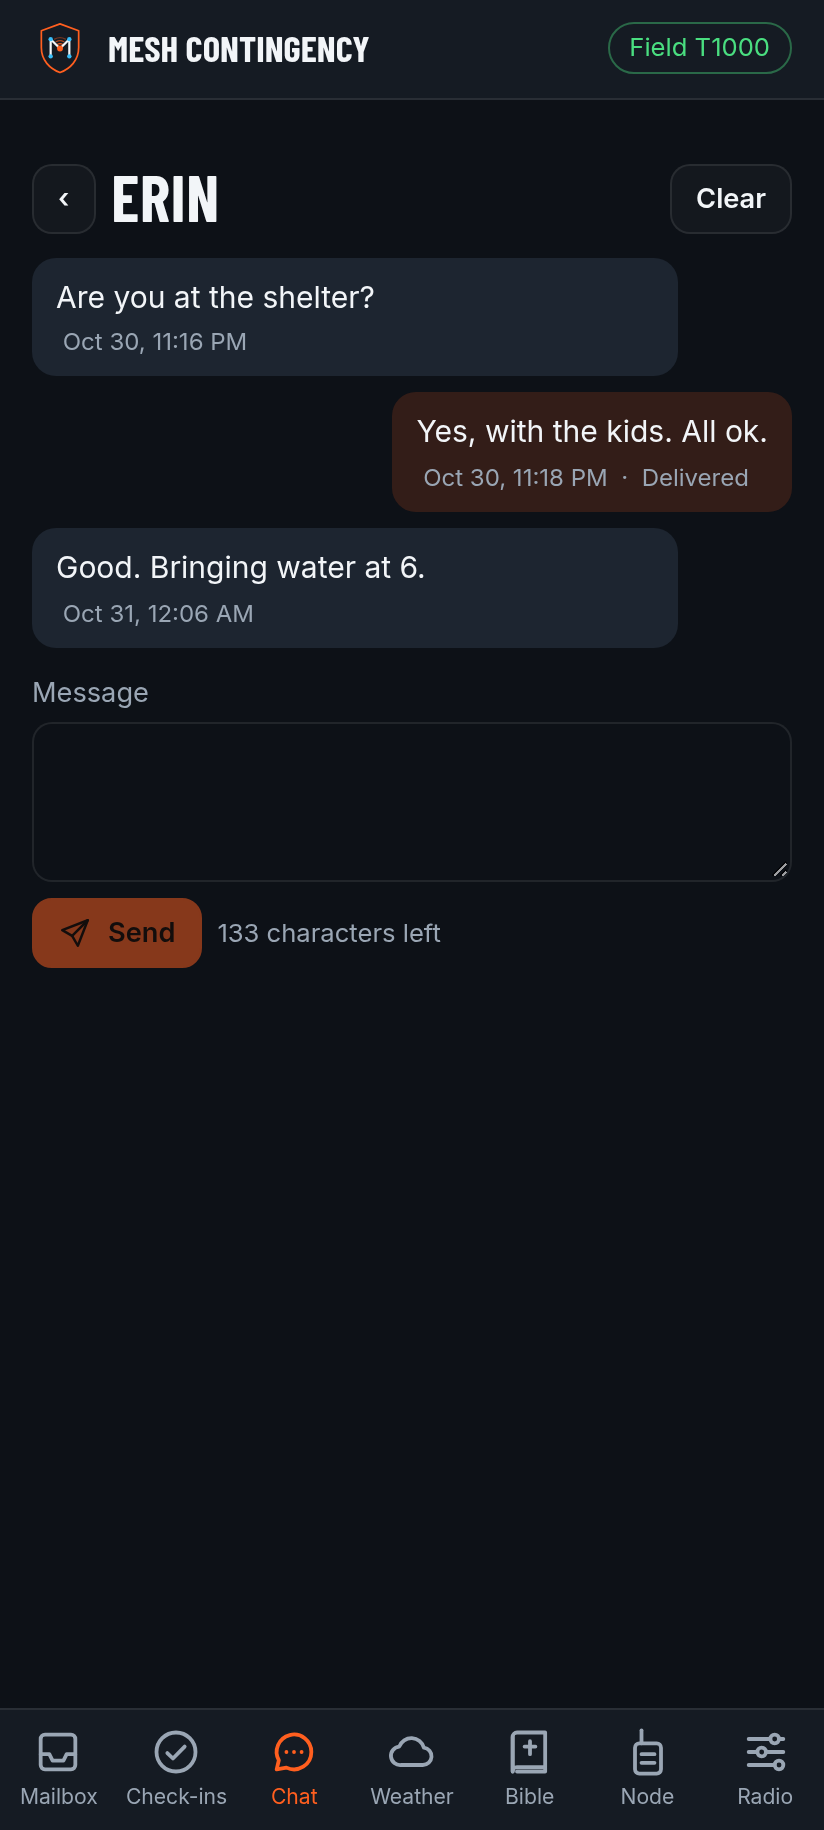 MESH CONTINGENCY
Field T1000
‹ ERIN
Clear
Are you at the shelter?
Oct 30, 11:16 PM
Yes, with the kids. All ok.
Oct 30, 11:18 PM · Delivered
Good. Bringing water at 6.
Oct 31, 12:06 AM
Message
Send
133 characters left
Mailbox
Check-ins
Chat
Weather
Bible
Node
Radio